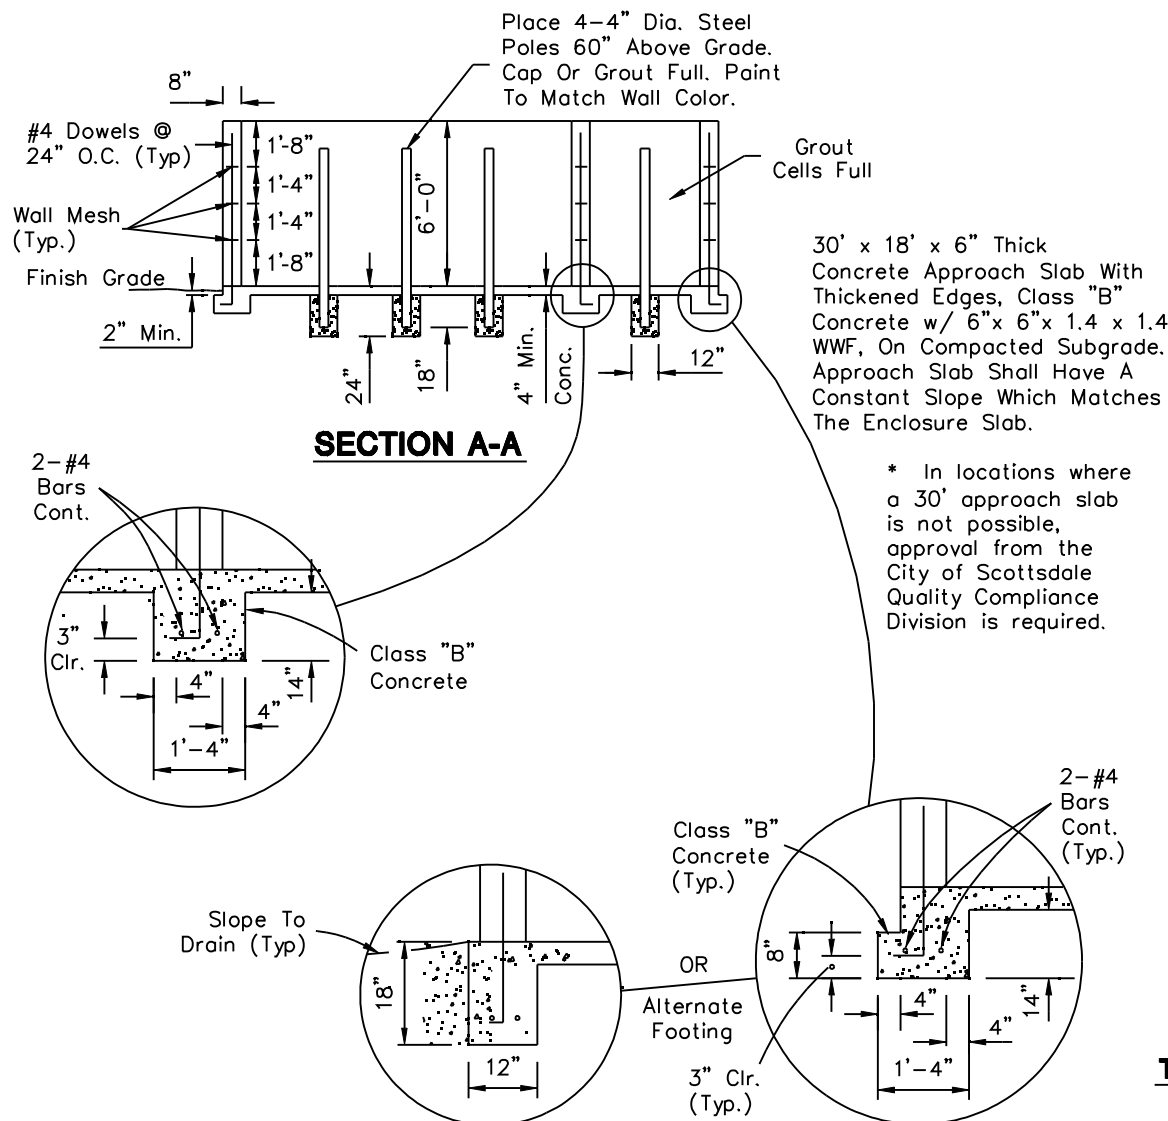 Place 4-4" Dia. Steel
Poles 60" Above Grade.
Cap Or Grout Full. Paint
To Match Wall Color.
8"
#4 Dowels @
24" O.C. (Typ)
1'-8"
1'-4"
1'-4"
1'-8"
6'-0"
Grout
Cells Full
Wall Mesh
(Typ.)
Finish Grade
2" Min.
24"
18"
4" Min.
Conc.
12"
30' x 18' x 6" Thick
Concrete Approach Slab With
Thickened Edges, Class "B"
Concrete w/ 6"x 6"x 1.4 x 1.4
WWF, On Compacted Subgrade.
Approach Slab Shall Have A
Constant Slope Which Matches
The Enclosure Slab.
SECTION A-A
* In locations where
a 30' approach slab
is not possible,
approval from the
City of Scottsdale
Quality Compliance
Division is required.
2-#4
Bars
Cont.
3"
Clr.
Class "B"
Concrete
4"
14"
4"
1'-4"
2-#4
Bars
Cont.
(Typ.)
Class "B"
Concrete
(Typ.)
Slope To
Drain (Typ)
18"
12"
OR
Alternate
Footing
8"
4"
14"
4"
1'-4"
3" Clr.
(Typ.)
T